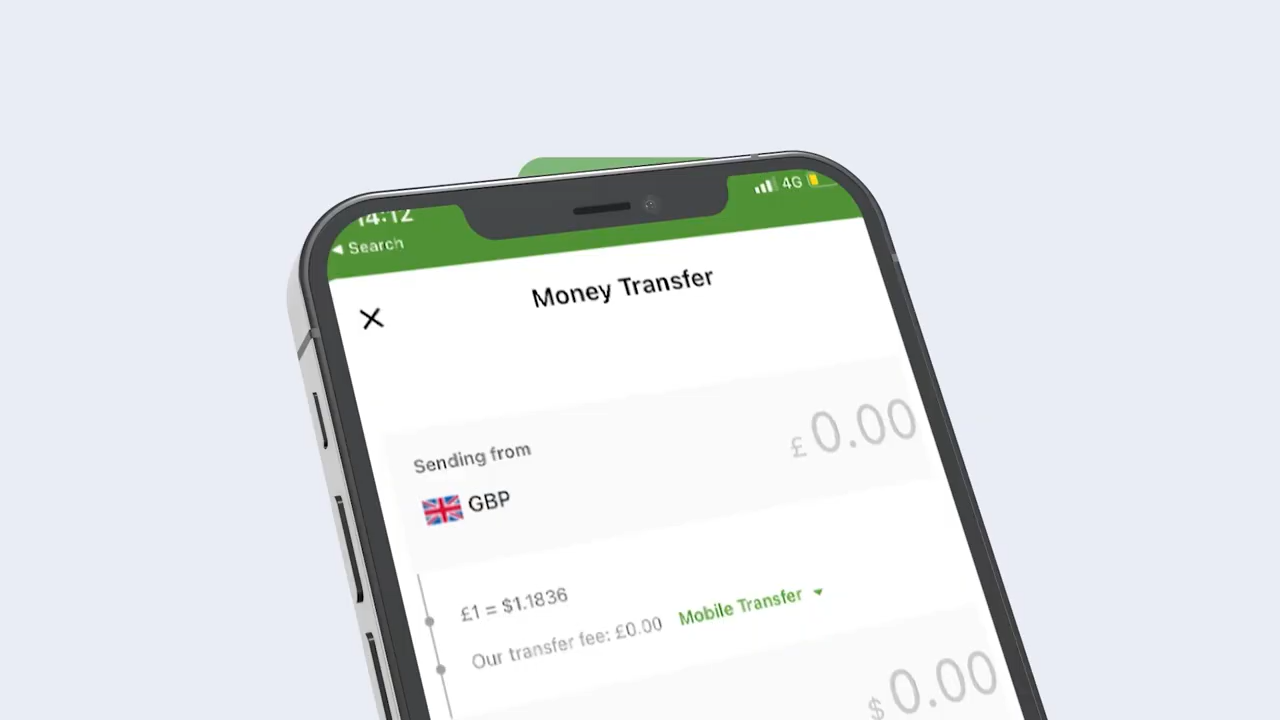 14:12
4G
Search
Money Transfer
£0.00
Sending from
GBP
£1 = $1.1836
Our transfer fee: £0.00 Mobile Transfer
$0.00